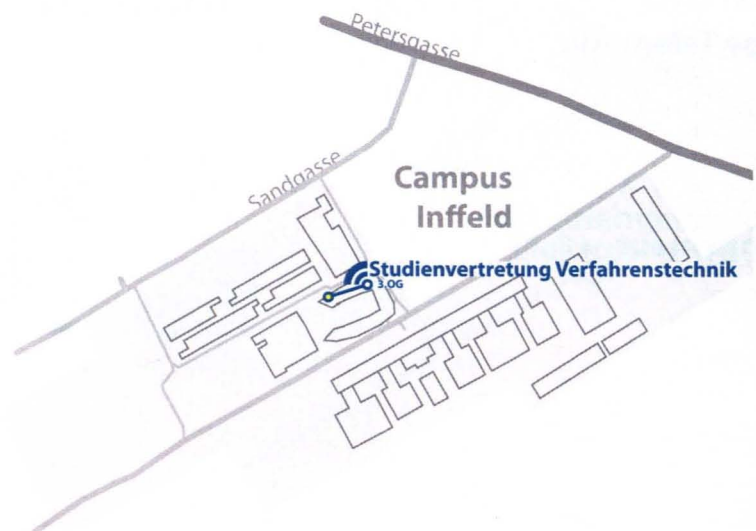 Petersgasse
Sandgasse
Campus
Inffeld
Studienvertretung Verfahrenstechnik
3.OG